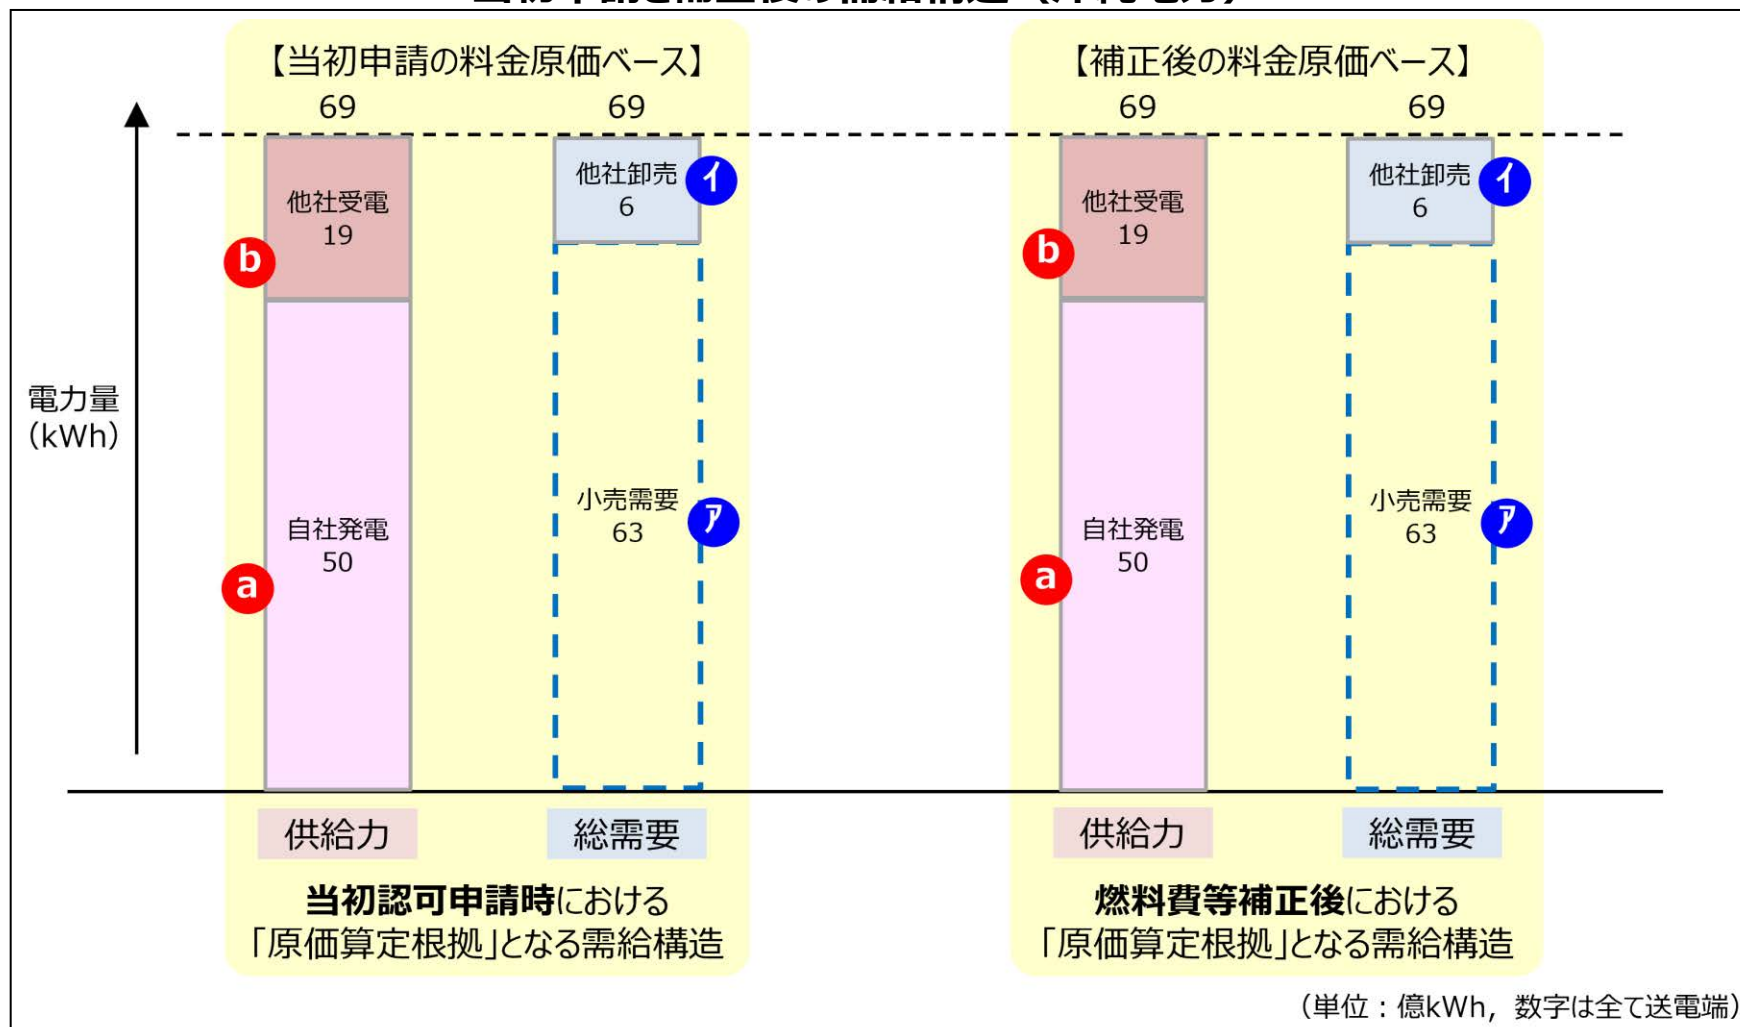 【当初申請の料金原価ベース】
69
69
他社受電
19
他社卸売
6
イ
b
自社発電
50
小売需要
63
ア
a
供給力
総需要
当初認可申請時における
「原価算定根拠」となる需給構造
【補正後の料金原価ベース】
69
69
他社受電
19
他社卸売
6
イ
b
自社発電
50
小売需要
63
ア
a
供給力
総需要
燃料費等補正後における
「原価算定根拠」となる需給構造
電力量
（kWh）
（単位：億kWh，数字は全て送電端）